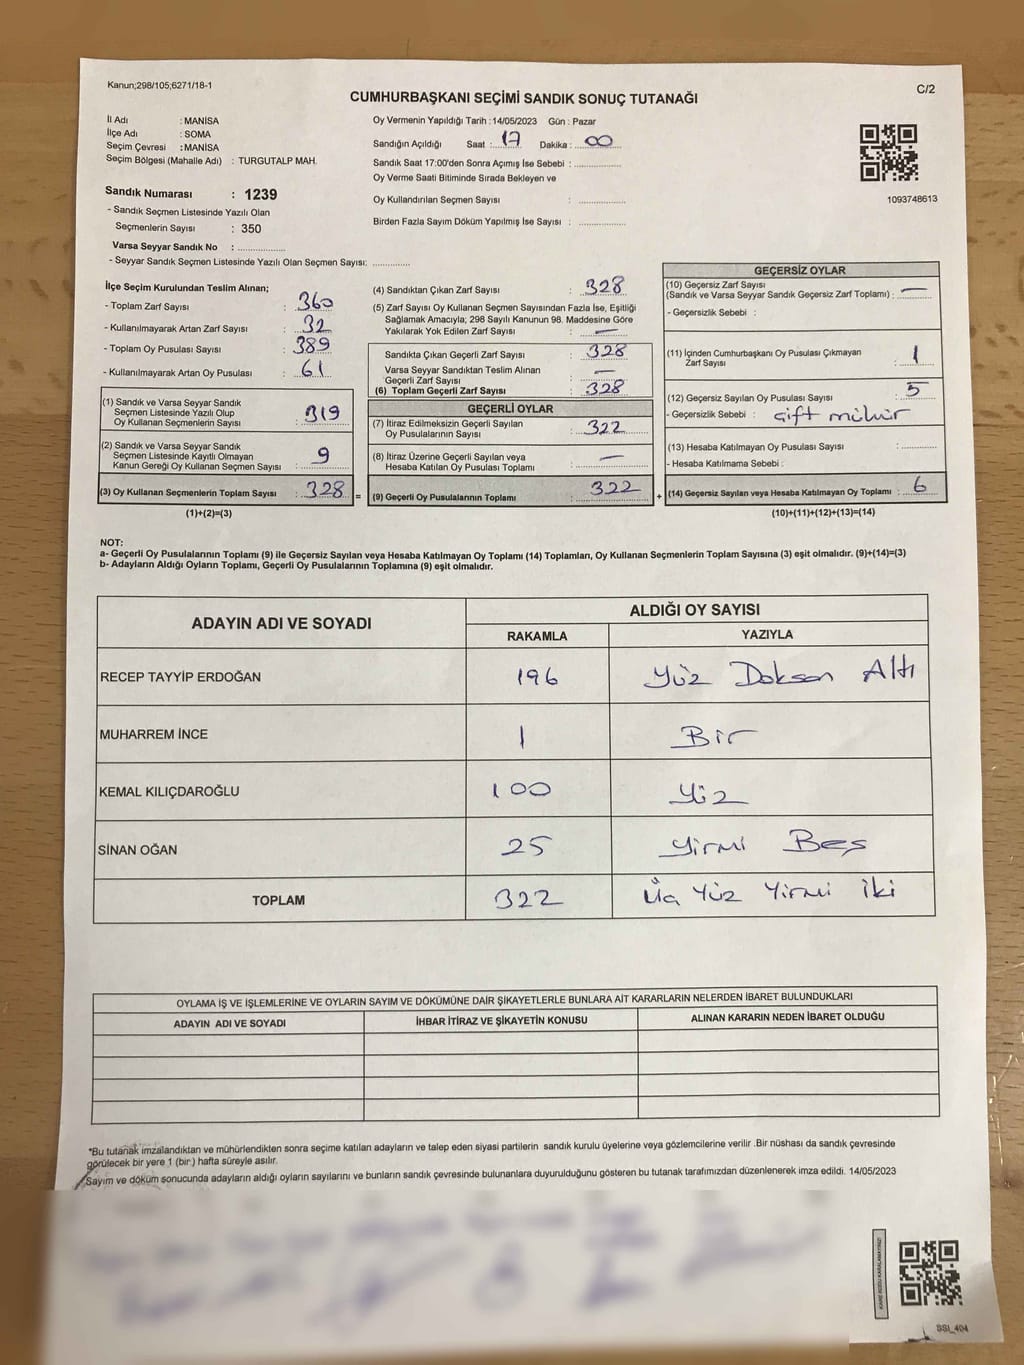 Kanun;298/105;6271/18-1
C/2
CUMHURBAŞKANI SEÇİMİ SANDIK SONUÇ TUTANAĞI
İl Adı : MANİSA
İlçe Adı : SOMA
Seçim Çevresi : MANİSA
Seçim Bölgesi (Mahalle Adı) : TURGUTALP MAH.
Oy Vermenin Yapıldığı Tarih : 14/05/2023 Gün : Pazar
Sandığın Açıldığı Saat : 17 Dakika : 00
Sandık Saat 17:00'den Sonra Açımış İse Sebebi :
Oy Verme Saati Bitiminde Sırada Bekleyen ve
Oy Kullandırılan Seçmen Sayısı :
Birden Fazla Sayım Döküm Yapılmış İse Sayısı :
1093748613
Sandık Numarası : 1239
- Sandık Seçmen Listesinde Yazılı Olan
Seçmenlerin Sayısı : 350
Varsa Seyyar Sandık No :
- Seyyar Sandık Seçmen Listesinde Yazılı Olan Seçmen Sayısı:
İlçe Seçim Kurulundan Teslim Alınan;
- Toplam Zarf Sayısı : 360
- Kullanılmayarak Artan Zarf Sayısı : 32
- Toplam Oy Pusulası Sayısı : 389
- Kullanılmayarak Artan Oy Pusulası : 61
(1) Sandık ve Varsa Seyyar Sandık
Seçmen Listesinde Yazılı Olup
Oy Kullanan Seçmenlerin Sayısı : 319
(2) Sandık ve Varsa Seyyar Sandık
Seçmen Listesinde Kayıtlı Olmayan
Kanun Gereği Oy Kullanan Seçmen Sayısı : 9
(3) Oy Kullanan Seçmenlerin Toplam Sayısı : 328 =
(1)+(2)=(3)
(4) Sandıktan Çıkan Zarf Sayısı : 328
(5) Zarf Sayısı Oy Kullanan Seçmen Sayısından Fazla İse, Eşitliği
Sağlamak Amacıyla; 298 Sayılı Kanunun 98. Maddesine Göre
Yakılarak Yok Edilen Zarf Sayısı : —
Sandıkta Çıkan Geçerli Zarf Sayısı : 328
Varsa Seyyar Sandıktan Teslim Alınan
Geçerli Zarf Sayısı : —
(6) Toplam Geçerli Zarf Sayısı : 328
GEÇERLİ OYLAR
(7) İtiraz Edilmeksizin Geçerli Sayılan
Oy Pusulalarının Sayısı : 322
(8) İtiraz Üzerine Geçerli Sayılan veya
Hesaba Katılan Oy Pusulası Toplamı : —
(9) Geçerli Oy Pusulalarının Toplamı : 322 +
GEÇERSİZ OYLAR
(10) Geçersiz Zarf Sayısı
(Sandık ve Varsa Seyyar Sandık Geçersiz Zarf Toplamı) : —
- Geçersizlik Sebebi :
(11) İçinden Cumhurbaşkanı Oy Pusulası Çıkmayan
Zarf Sayısı : 1
(12) Geçersiz Sayılan Oy Pusulası Sayısı : 5
- Geçersizlik Sebebi : Çift mühür
(13) Hesaba Katılmayan Oy Pusulası Sayısı :
- Hesaba Katılmama Sebebi :
(14) Geçersiz Sayılan veya Hesaba Katılmayan Oy Toplamı : 6
(10)+(11)+(12)+(13)=(14)
NOT:
a- Geçerli Oy Pusulalarının Toplamı (9) ile Geçersiz Sayılan veya Hesaba Katılmayan Oy Toplamı (14) Toplamları, Oy Kullanan Seçmenlerin Toplam Sayısına (3) eşit olmalıdır. (9)+(14)=(3)
b- Adayların Aldığı Oyların Toplamı, Geçerli Oy Pusulalarının Toplamına (9) eşit olmalıdır.
ADAYIN ADI VE SOYADI
ALDIĞI OY SAYISI
RAKAMLA YAZIYLA
RECEP TAYYİP ERDOĞAN 196 Yüz Doksan Altı
MUHARREM İNCE 1 Bir
KEMAL KILIÇDAROĞLU 100 Yüz
SİNAN OĞAN 25 Yirmi Beş
TOPLAM 322 Üç Yüz Yirmi İki
OYLAMA İŞ VE İŞLEMLERİNE VE OYLARIN SAYIM VE DÖKÜMÜNE DAİR ŞİKAYETLERLE BUNLARA AİT KARARLARIN NELERDEN İBARET BULUNDUKLARI
ADAYIN ADI VE SOYADI İHBAR İTİRAZ VE ŞİKAYETİN KONUSU ALINAN KARARIN NEDEN İBARET OLDUĞU
*Bu tutanak imzalandıktan ve mühürlendikten sonra seçime katılan adayların ve talep eden siyasi partilerin sandık kurulu üyelerine veya gözlemcilerine verilir .Bir nüshası da sandık çevresinde
görülecek bir yere 1 (bir) hafta süreyle asılır.
Sayım ve döküm sonucunda adayların aldığı oyların sayılarını ve bunların sandık çevresinde bulunanlara duyurulduğunu gösteren bu tutanak tarafımızdan düzenlenerek imza edildi. 14/05/2023
KARE KODU KARALAMAYINIZ!
SSI_404